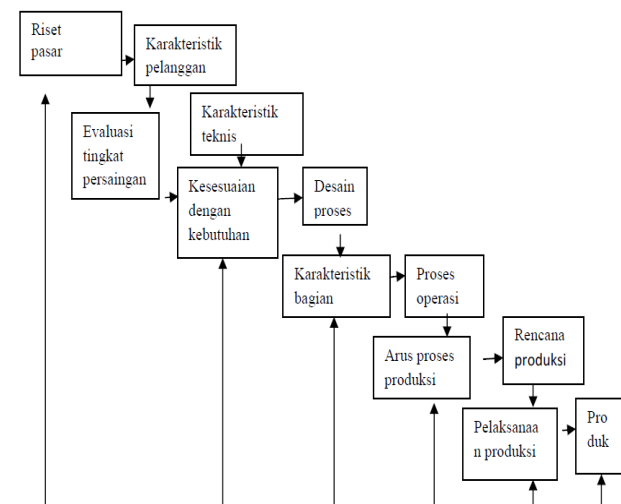 Riset
pasar
Karakteristik
pelanggan
Karakteristik
teknis
Evaluasi
tingkat
persaingan
Kesesuaian
dengan
kebutuhan
Desain
proses
Karakteristik
bagian
Proses
operasi
Arus proses
produksi
Rencana
produksi
Pelaksanaa
n produksi
Pro
duk